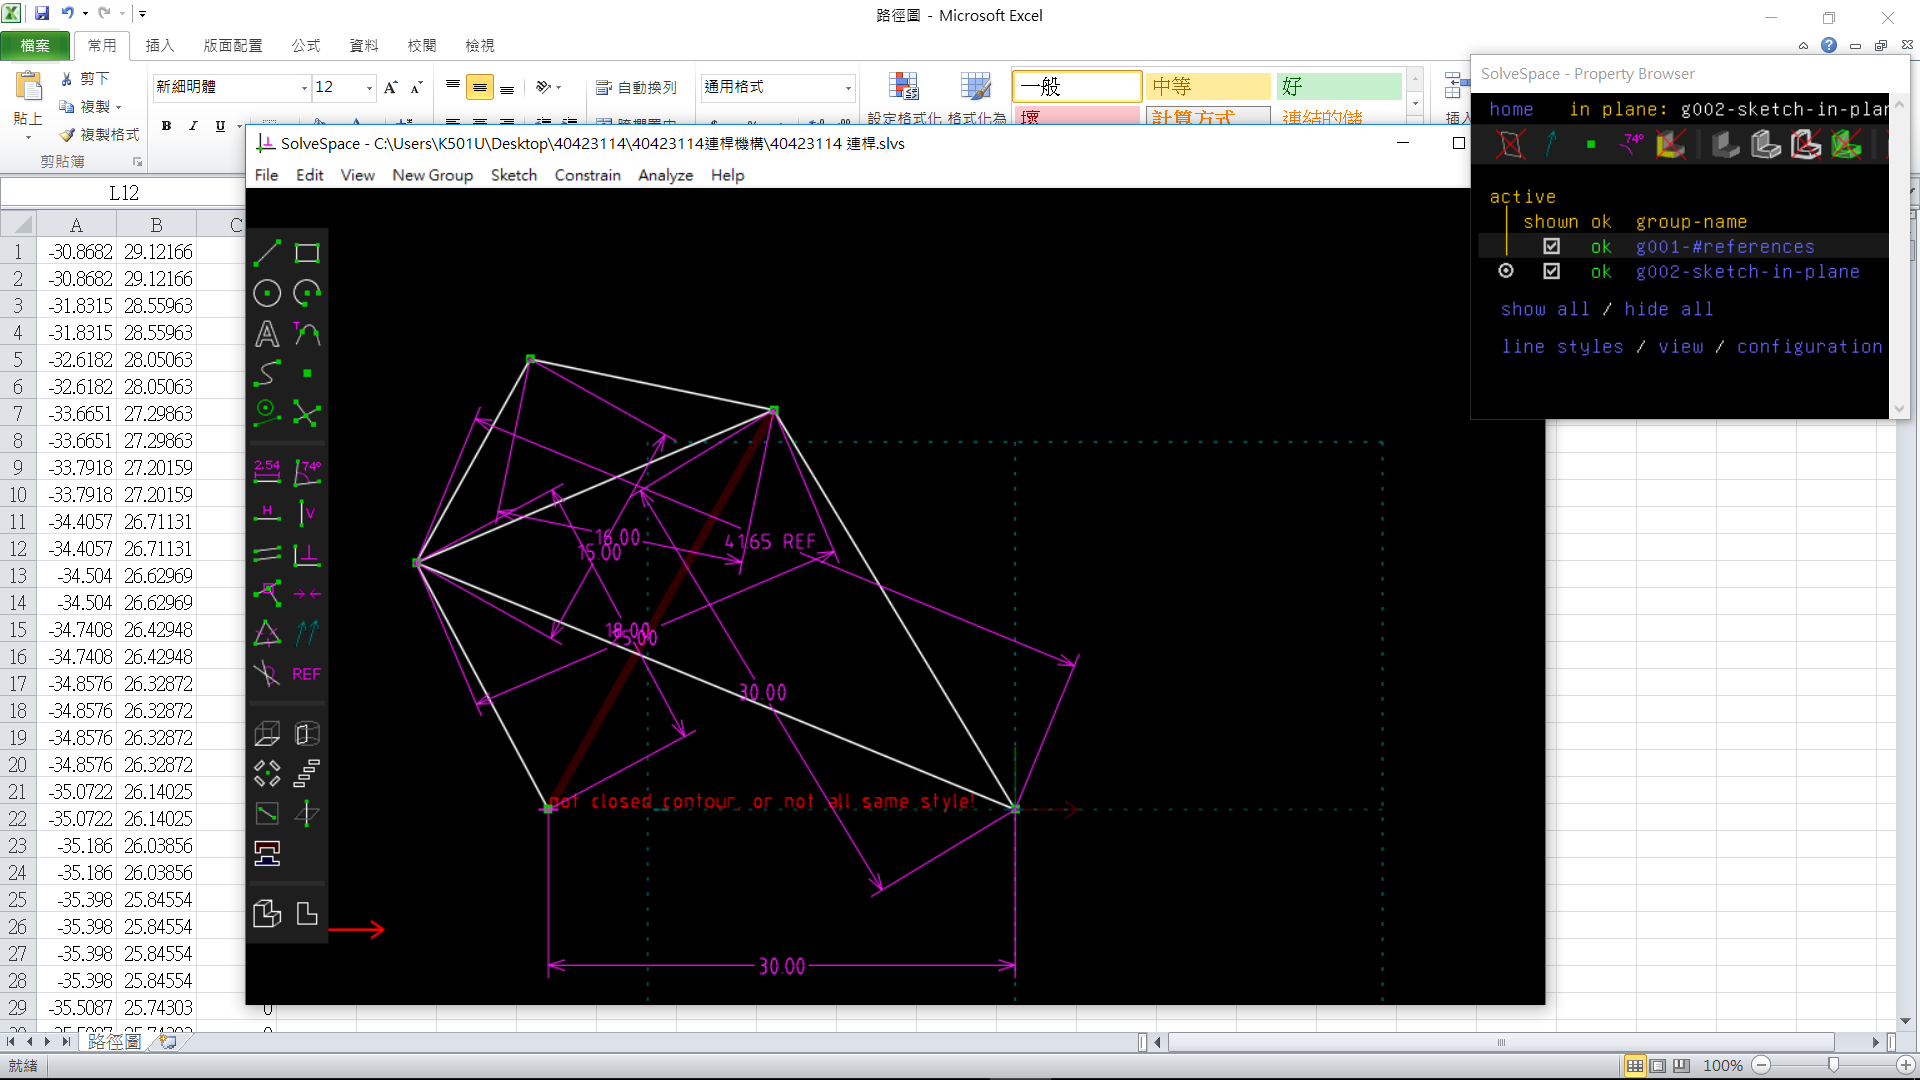 路徑圖 - Microsoft Excel
檔案 常用 插入 版面配置 公式 資料 校閱 檢視
貼上 剪下 複製 複製格式 剪貼簿
新細明體 12 自動換列 通用格式 設定格式化 格式化為 一般 中等 好 壞 計算方式 連結的儲 插入
B I U
L12
A B C
1 -30.8682 29.12166
2 -30.8682 29.12166
3 -31.8315 28.55963
4 -31.8315 28.55963
5 -32.6182 28.05063
6 -32.6182 28.05063
7 -33.6651 27.29863
8 -33.6651 27.29863
9 -33.7918 27.20159
10 -33.7918 27.20159
11 -34.4057 26.71131
12 -34.4057 26.71131
13 -34.504 26.62969
14 -34.504 26.62969
15 -34.7408 26.42948
16 -34.7408 26.42948
17 -34.8576 26.32872
18 -34.8576 26.32872
19 -34.8576 26.32872
20 -34.8576 26.32872
21 -35.0722 26.14025
22 -35.0722 26.14025
23 -35.186 26.03856
24 -35.186 26.03856
25 -35.398 25.84554
26 -35.398 25.84554
27 -35.398 25.84554
28 -35.398 25.84554
29 -35.5087 25.74303 0
路徑圖
就緒 100%
SolveSpace - C:\Users\K501U\Desktop\40423114\40423114連桿機構\40423114 連桿.slvs
File Edit View New Group Sketch Constrain Analyze Help
T
2.54 74°
H V
REF
16.00
15.00
41.65 REF
18.00
25.00
30.00
not closed contour, or not all same style!
30.00
SolveSpace - Property Browser
home in plane: g002-sketch-in-plan
74°
active
shown ok group-name
ok g001-#references
ok g002-sketch-in-plane
show all / hide all
line styles / view / configuration